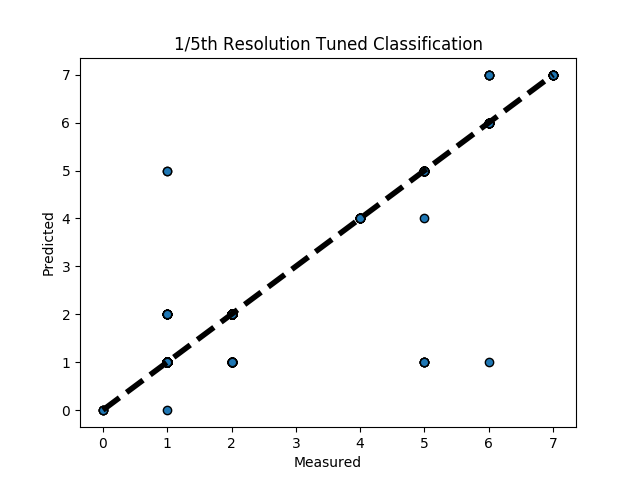 1/5th Resolution Tuned Classification
7
6
5
4
3
2
1
0
Predicted
0 1 2 3 4 5 6 7
Measured